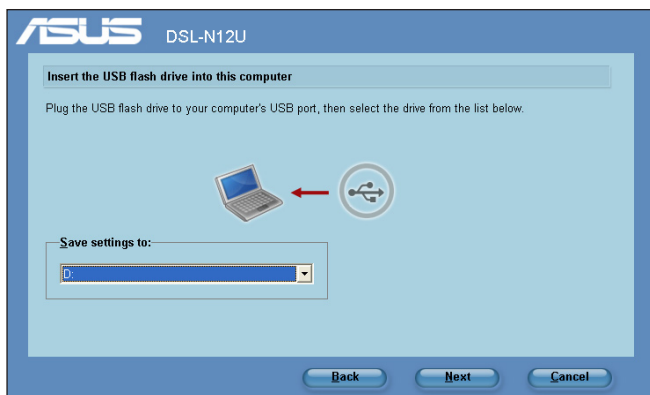 ASUS DSL-N12U
Insert the USB flash drive into this computer
Plug the USB flash drive to your computer's USB port, then select the drive from the list below.
Save settings to:
D:
Back Next Cancel